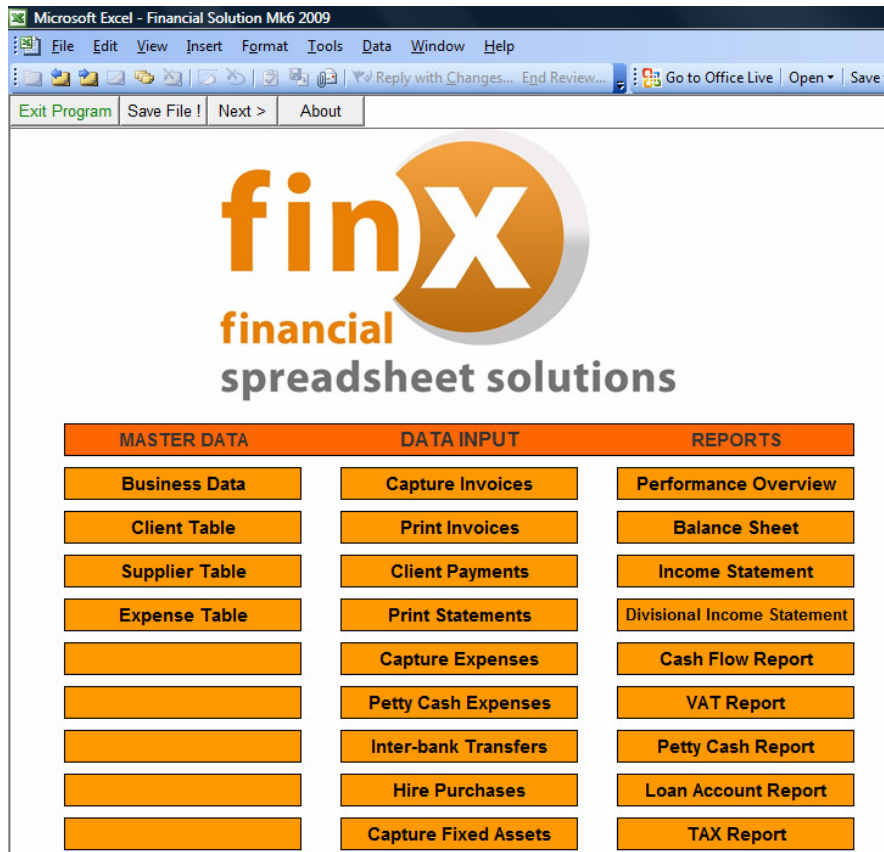 Microsoft Excel - Financial Solution Mk6 2009
File Edit View Insert Format Tools Data Window Help
Reply with Changes... End Review... Go to Office Live Open Save
Exit Program Save File ! Next > About
finx
financial
spreadsheet solutions
MASTER DATA DATA INPUT REPORTS
Business Data Capture Invoices Performance Overview
Client Table Print Invoices Balance Sheet
Supplier Table Client Payments Income Statement
Expense Table Print Statements Divisional Income Statement
Capture Expenses Cash Flow Report
Petty Cash Expenses VAT Report
Inter-bank Transfers Petty Cash Report
Hire Purchases Loan Account Report
Capture Fixed Assets TAX Report